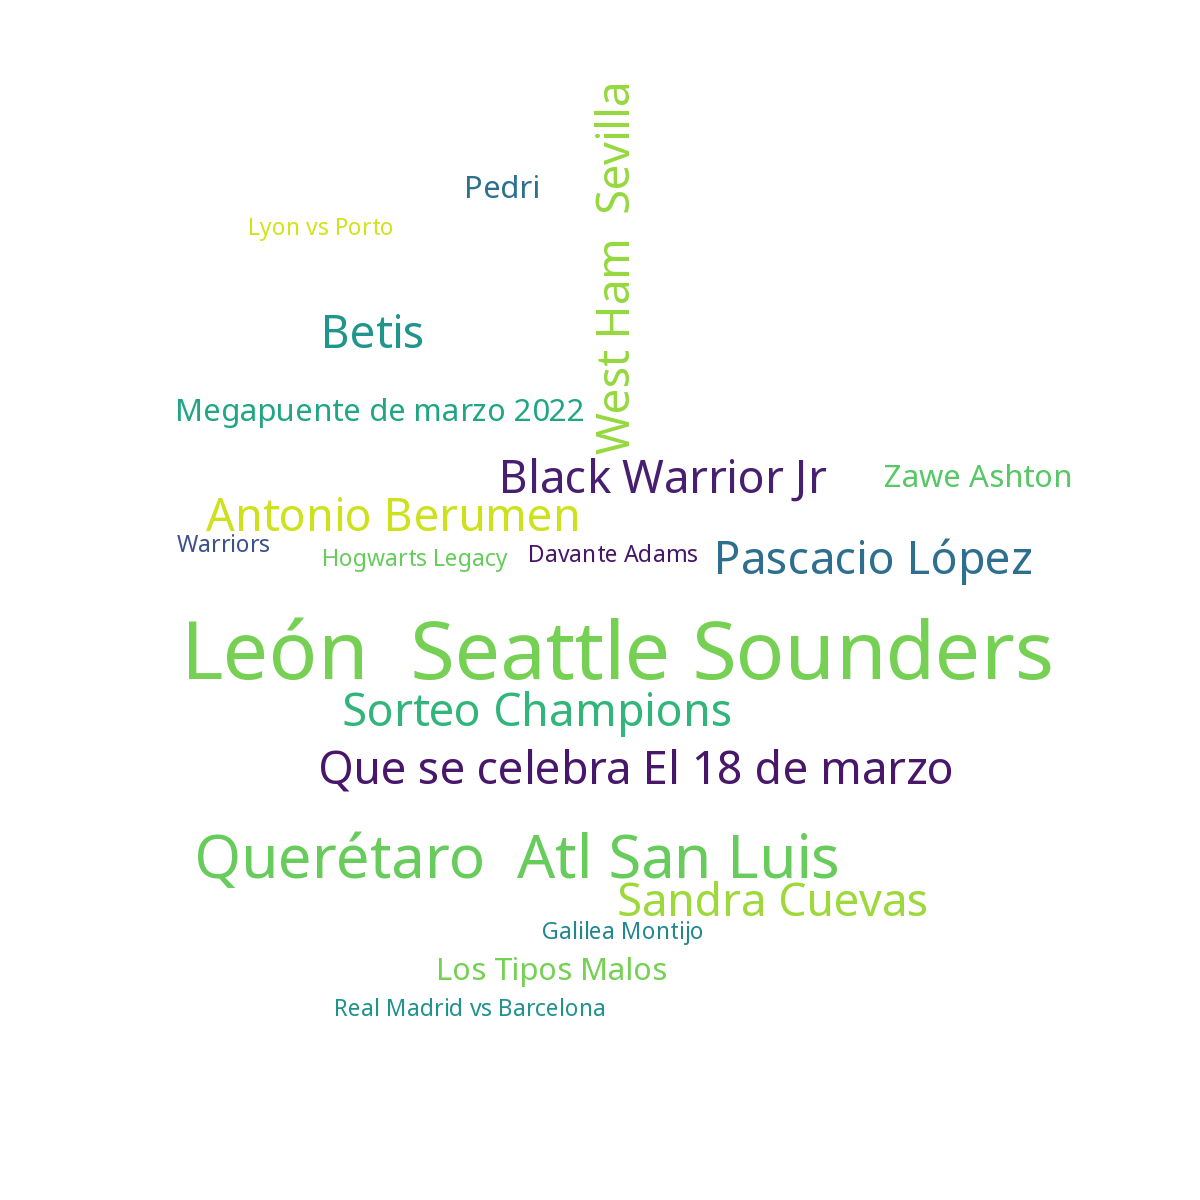 West Ham  Sevilla
Pedri
Lyon vs Porto
Betis
Megapuente de marzo 2022
Black Warrior Jr
Zawe Ashton
Antonio Berumen
Warriors
Hogwarts Legacy
Davante Adams
Pascacio López
León  Seattle Sounders
Sorteo Champions
Que se celebra El 18 de marzo
Querétaro  Atl San Luis
Sandra Cuevas
Galilea Montijo
Los Tipos Malos
Real Madrid vs Barcelona